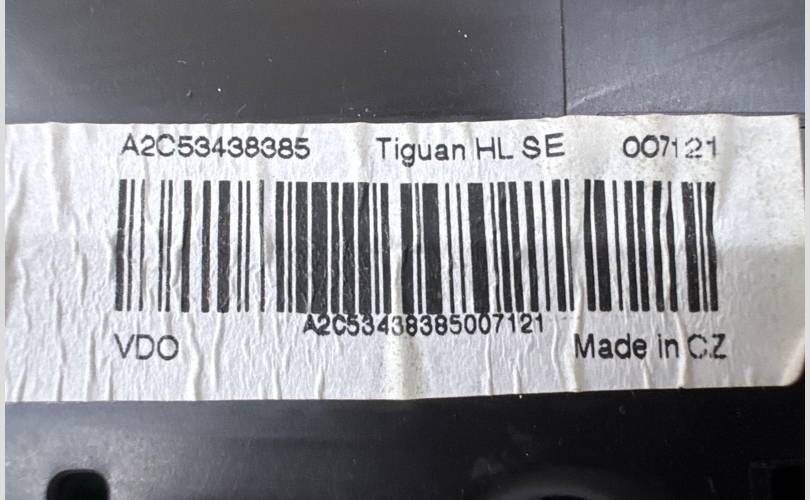 A2C53438385 Tiguan HL SE 007121
A2C53438385007121
VDO Made in CZ